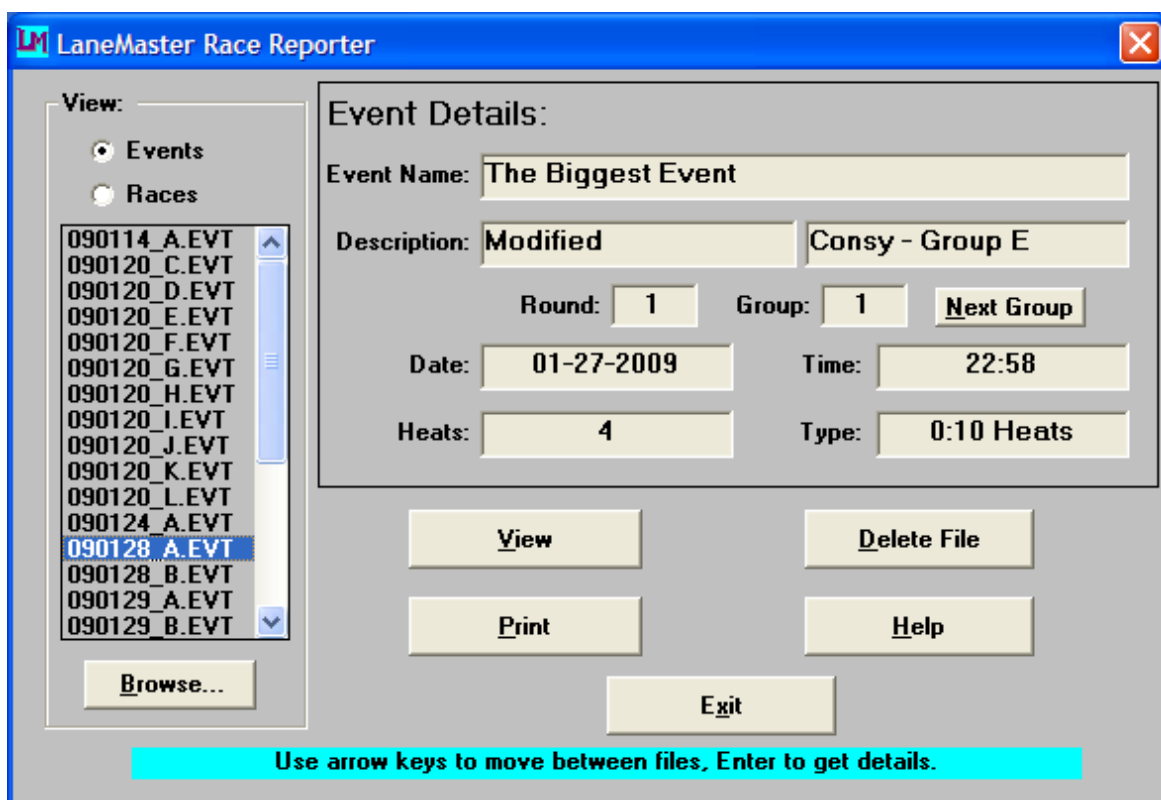 LM LaneMaster Race Reporter
View:
Events
Races
090114_A.EVT
090120_C.EVT
090120_D.EVT
090120_E.EVT
090120_F.EVT
090120_G.EVT
090120_H.EVT
090120_I.EVT
090120_J.EVT
090120_K.EVT
090120_L.EVT
090124_A.EVT
090128_A.EVT
090128_B.EVT
090129_A.EVT
090129_B.EVT
Browse...
Event Details:
Event Name: The Biggest Event
Description: Modified Consy - Group E
Round: 1 Group: 1 Next Group
Date: 01-27-2009 Time: 22:58
Heats: 4 Type: 0:10 Heats
View Delete File
Print Help
Exit
Use arrow keys to move between files, Enter to get details.